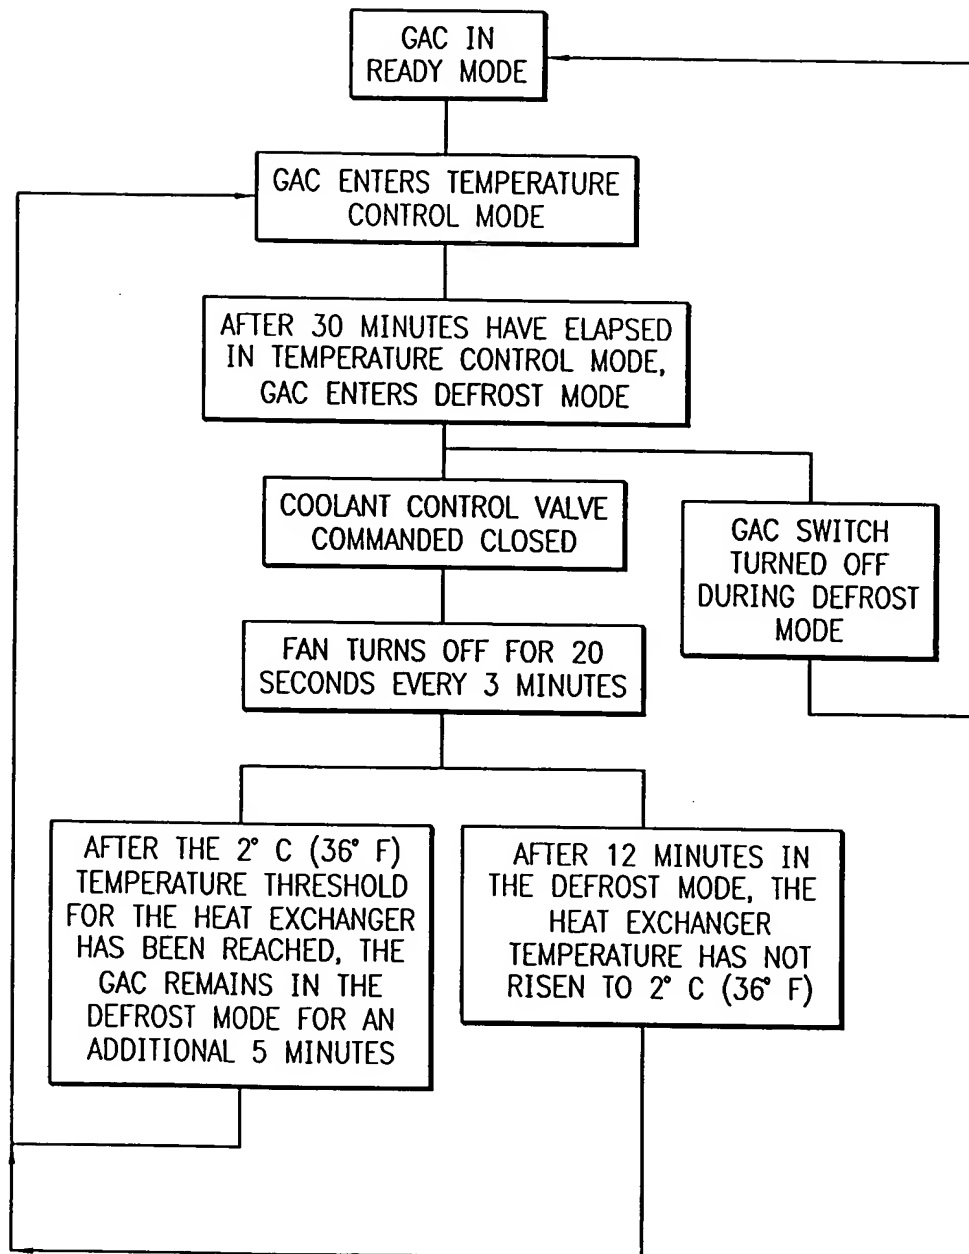 GAC IN
READY MODE
GAC ENTERS TEMPERATURE
CONTROL MODE
AFTER 30 MINUTES HAVE ELAPSED
IN TEMPERATURE CONTROL MODE,
GAC ENTERS DEFROST MODE
COOLANT CONTROL VALVE
COMMANDED CLOSED
GAC SWITCH
TURNED OFF
DURING DEFROST
MODE
FAN TURNS OFF FOR 20
SECONDS EVERY 3 MINUTES
AFTER THE 2° C (36° F)
TEMPERATURE THRESHOLD
FOR THE HEAT EXCHANGER
HAS BEEN REACHED, THE
GAC REMAINS IN THE
DEFROST MODE FOR AN
ADDITIONAL 5 MINUTES
AFTER 12 MINUTES IN
THE DEFROST MODE, THE
HEAT EXCHANGER
TEMPERATURE HAS NOT
RISEN TO 2° C (36° F)